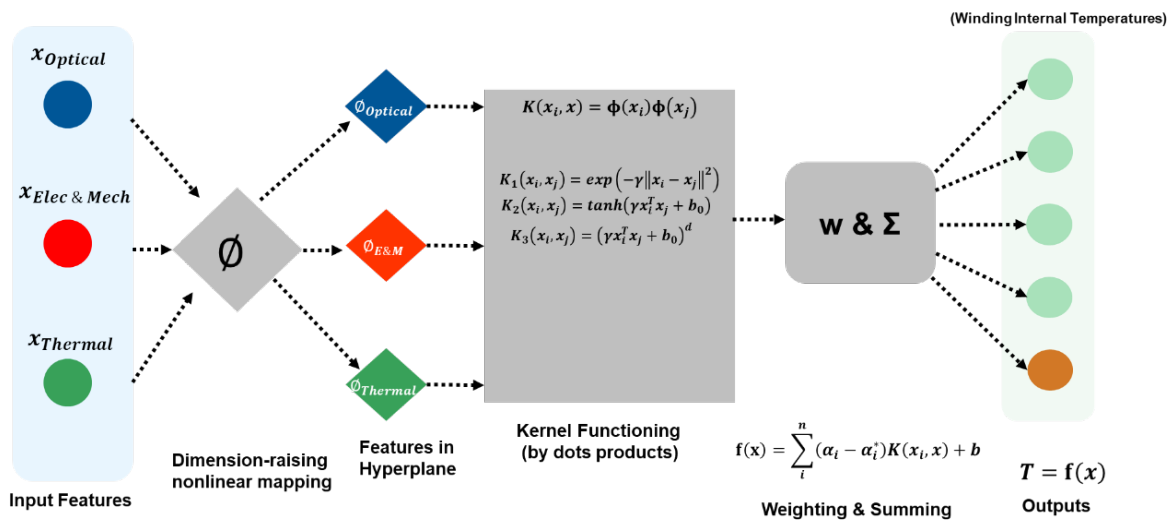 (Winding Internal Temperatures)
x_Optical
x_Elec & Mech
x_Thermal
Input Features
∅
Dimension-raising
nonlinear mapping
∅_Optical
∅_E&M
∅_Thermal
Features in
Hyperplane
K(x_i, x) = ϕ(x_i)ϕ(x_j)
K_1(x_i, x_j) = exp(−γ‖x_i − x_j‖^2)
K_2(x_i, x_j) = tanh(γx_i^T x_j + b_0)
K_3(x_i, x_j) = (γx_i^T x_j + b_0)^d
Kernel Functioning
(by dots products)
w & Σ
f(x) = ∑_i^n (α_i − α_i^*)K(x_i, x) + b
Weighting & Summing
T = f(x)
Outputs